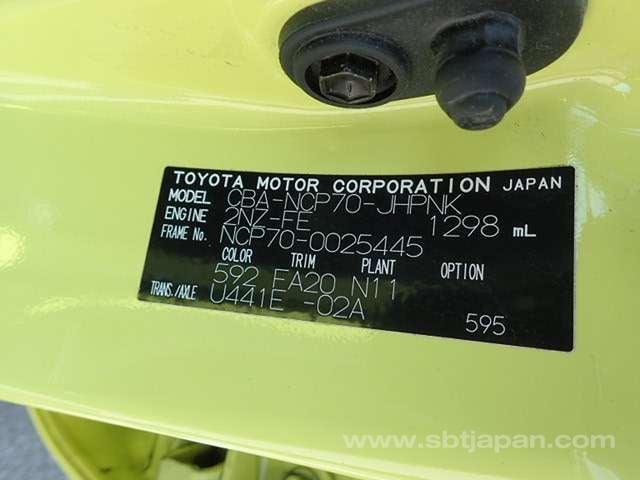 TOYOTA MOTOR CORPORATION JAPAN
MODEL CBA-NCP70-JHPNK
ENGINE 2NZ-FE 1298 mL
FRAME No. NCP70-0025445
COLOR TRIM PLANT OPTION
592 FA20 N11
TRANS./AXLE U441E -02A
595
www.sbtjapan.com